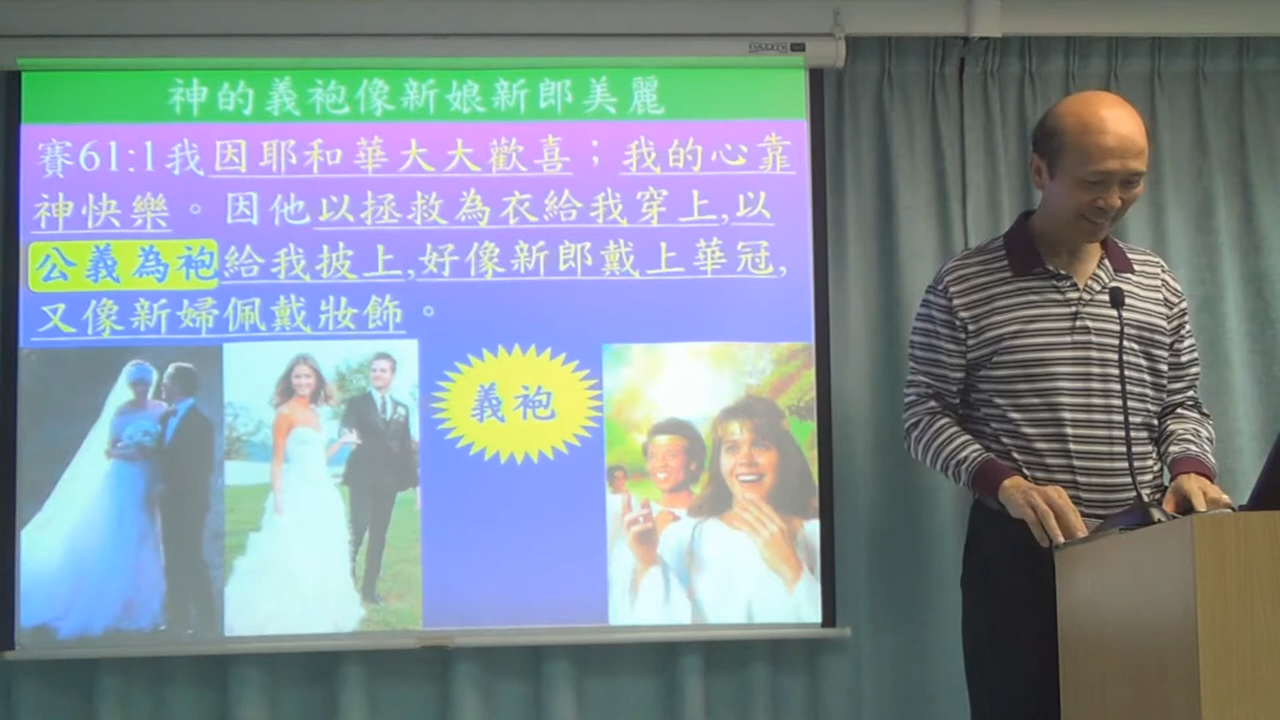 神的義袍像新娘新郎美麗
賽61:1我因耶和華大大歡喜；我的心靠
神快樂。因他以拯救為衣給我穿上,以
公義為袍給我披上,好像新郎戴上華冠,
又像新婦佩戴妝飾。
義袍